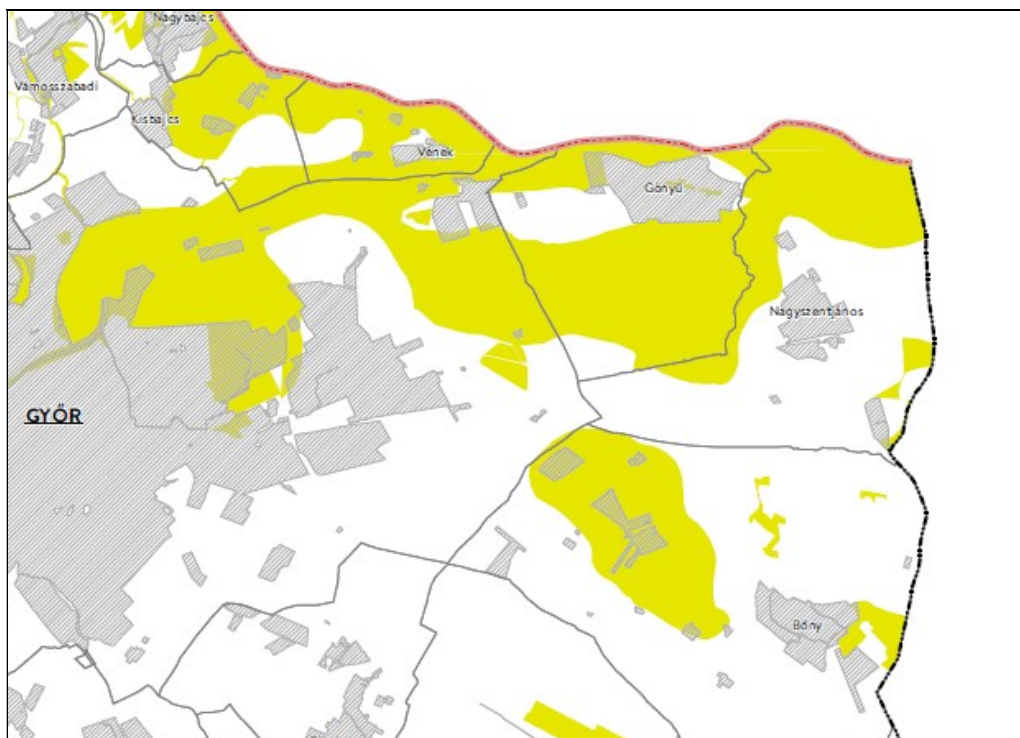 Nagybajcs
Vámosszabadi
Kisbajcs
Vének
Gönyű
Nagyszentjános
GYŐR
Bőny